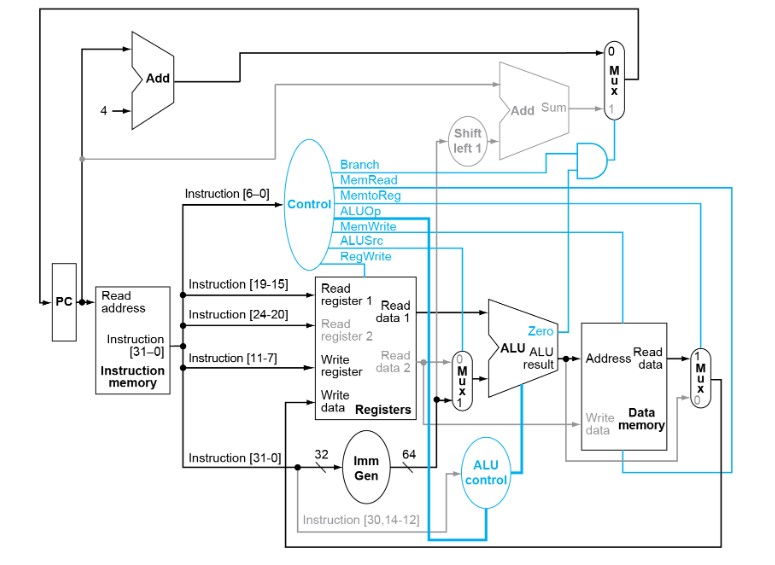 0
Mux
1
Add
4
Add Sum
Shift
left 1
Branch
MemRead
MemtoReg
ALUOp
MemWrite
ALUSrc
RegWrite
Control
Instruction [6–0]
PC
Read
address
Instruction
[31–0]
Instruction
memory
Instruction [19-15]
Instruction [24-20]
Instruction [11-7]
Instruction [31-0]
Read
register 1
Read
data 1
Read
register 2
Write
register
Read
data 2
Write
data
Registers
0
Mux
1
Zero
ALU
ALU
result
Address
Read
data
Write
data
Data
memory
1
Mux
0
32
Imm
Gen
64
ALU
control
Instruction [30,14-12]